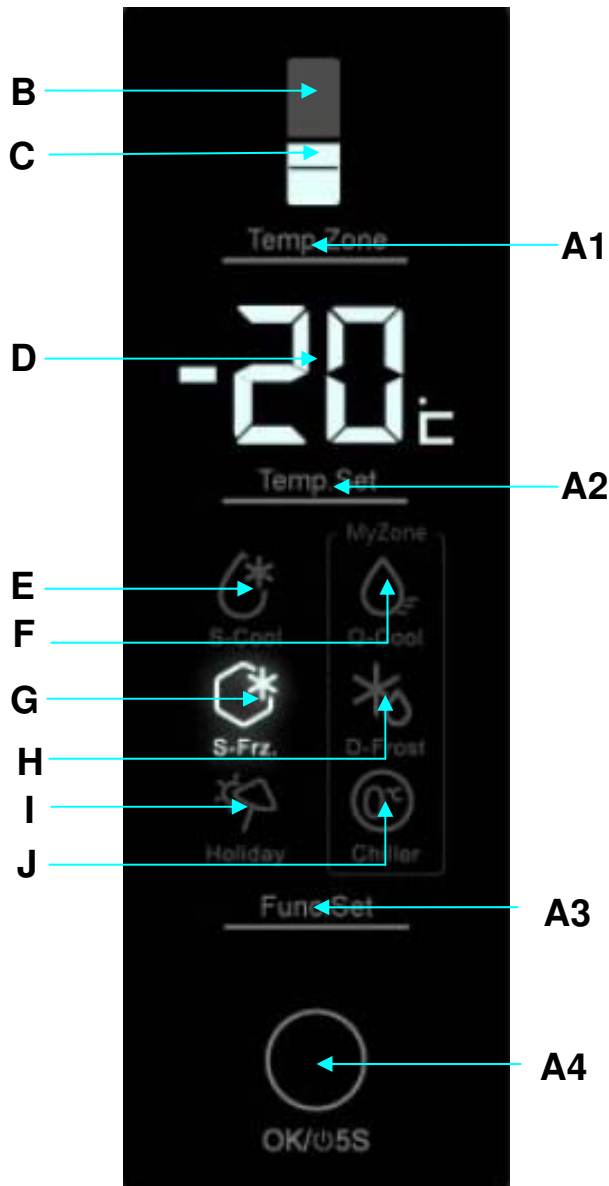 B
C
Temp.Zone
A1
D
-20℃
Temp.Set
A2
MyZone
E
S-Cool
F
Q-Cool
G
S-Frz.
H
D-Frost
I
Holiday
0℃
J
Chiller
Func.Set
A3
A4
OK/⏻5S